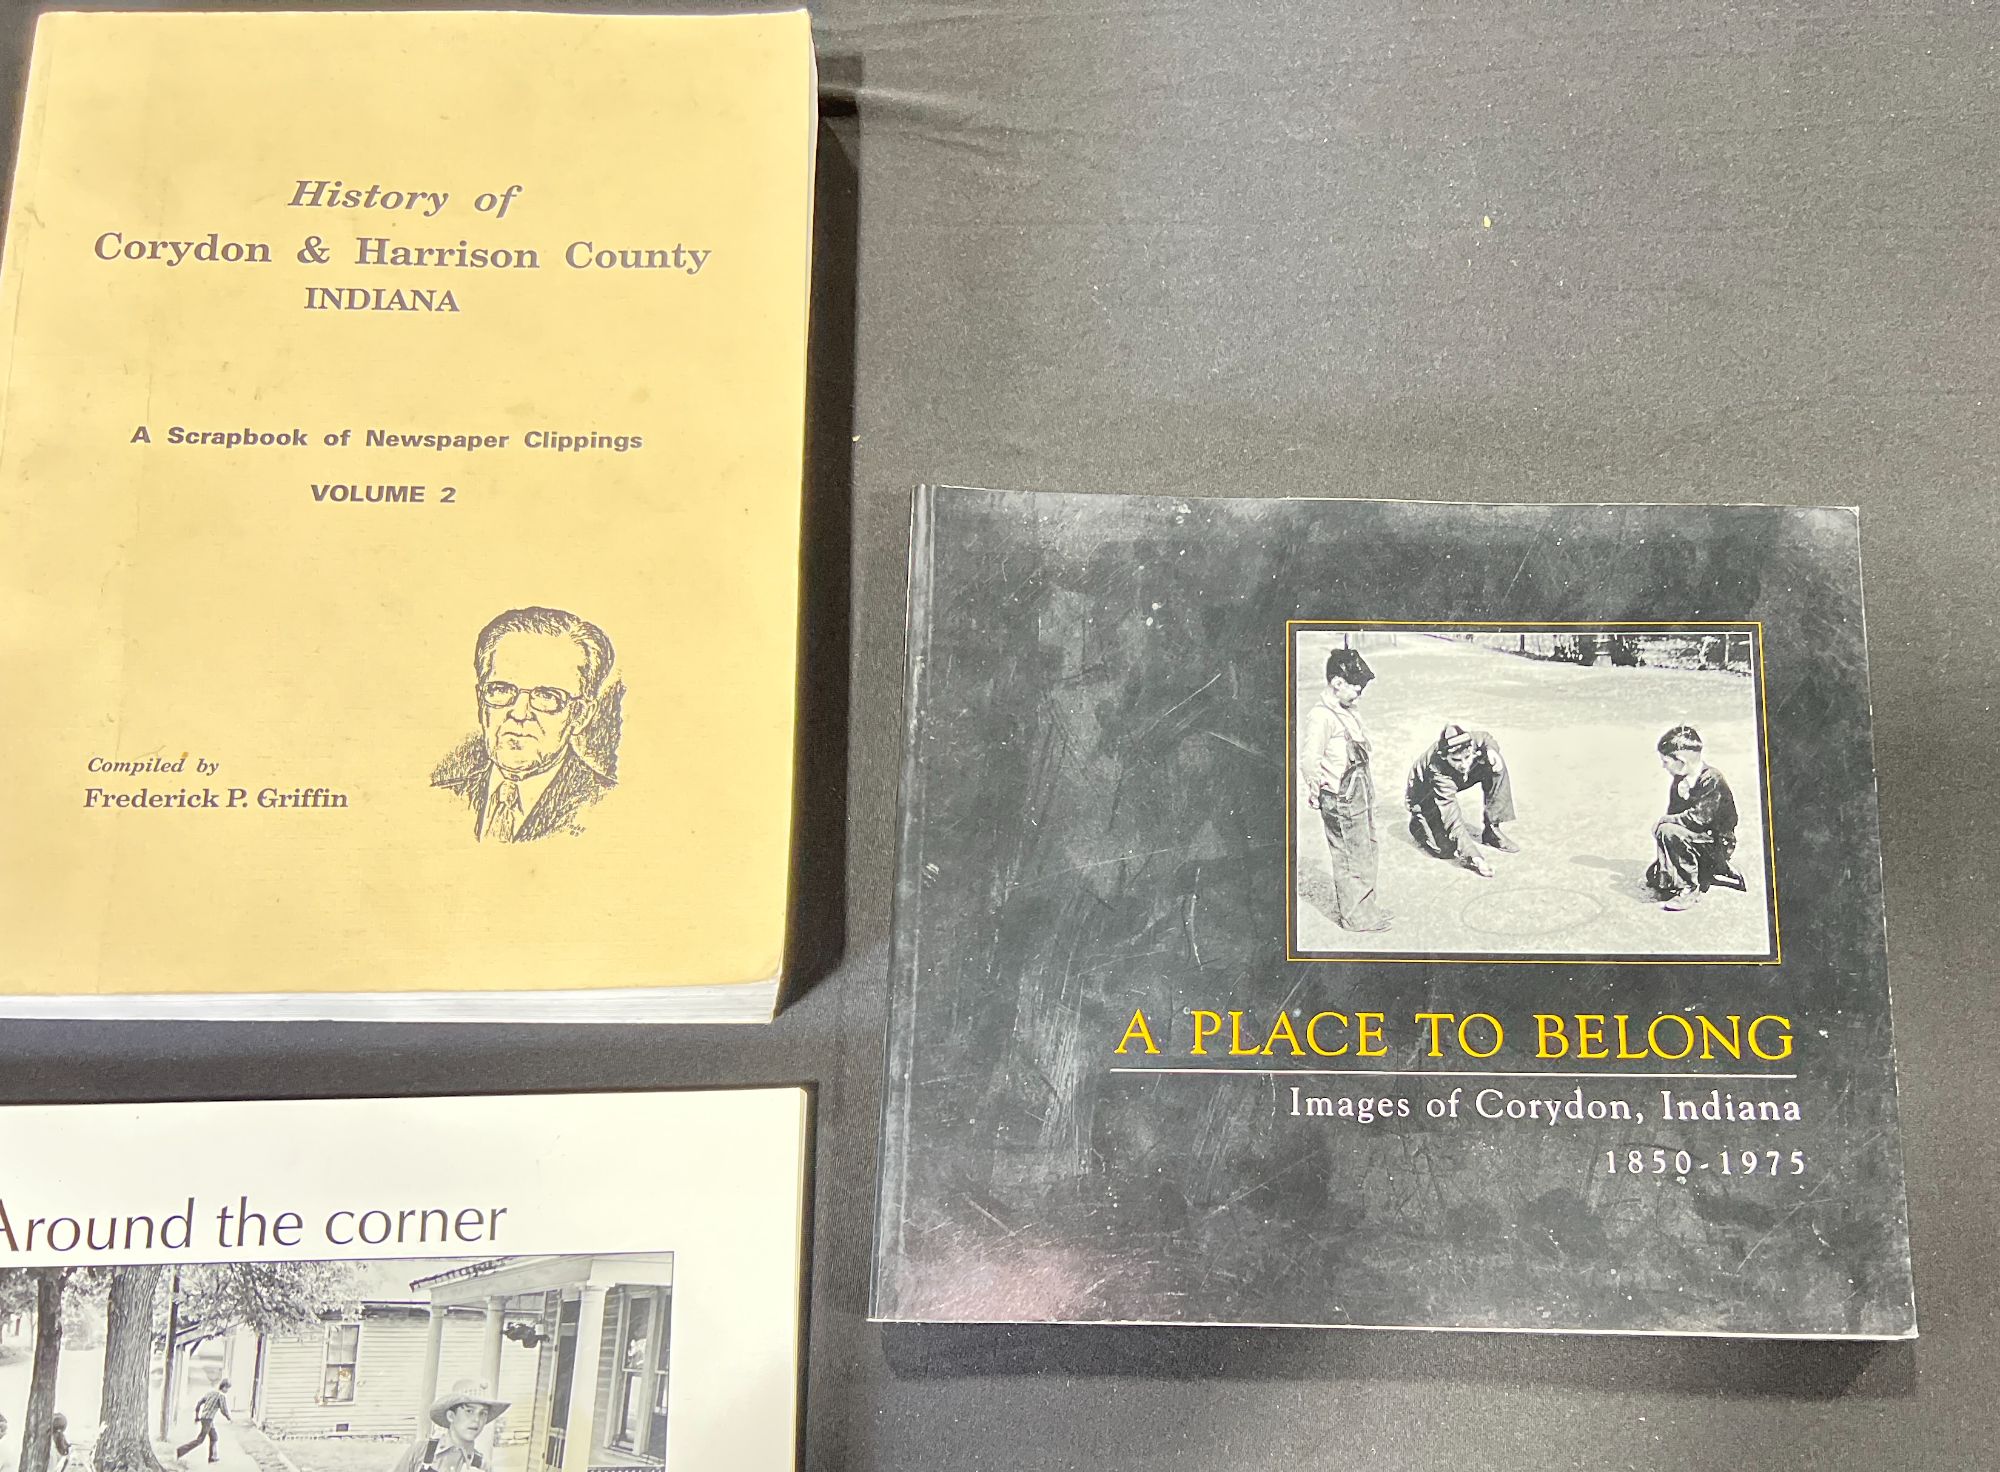 History of
Corydon & Harrison County
INDIANA
A Scrapbook of Newspaper Clippings
VOLUME 2
Compiled by
Frederick P. Griffin
A PLACE TO BELONG
Images of Corydon, Indiana
1850-1975
Around the corner